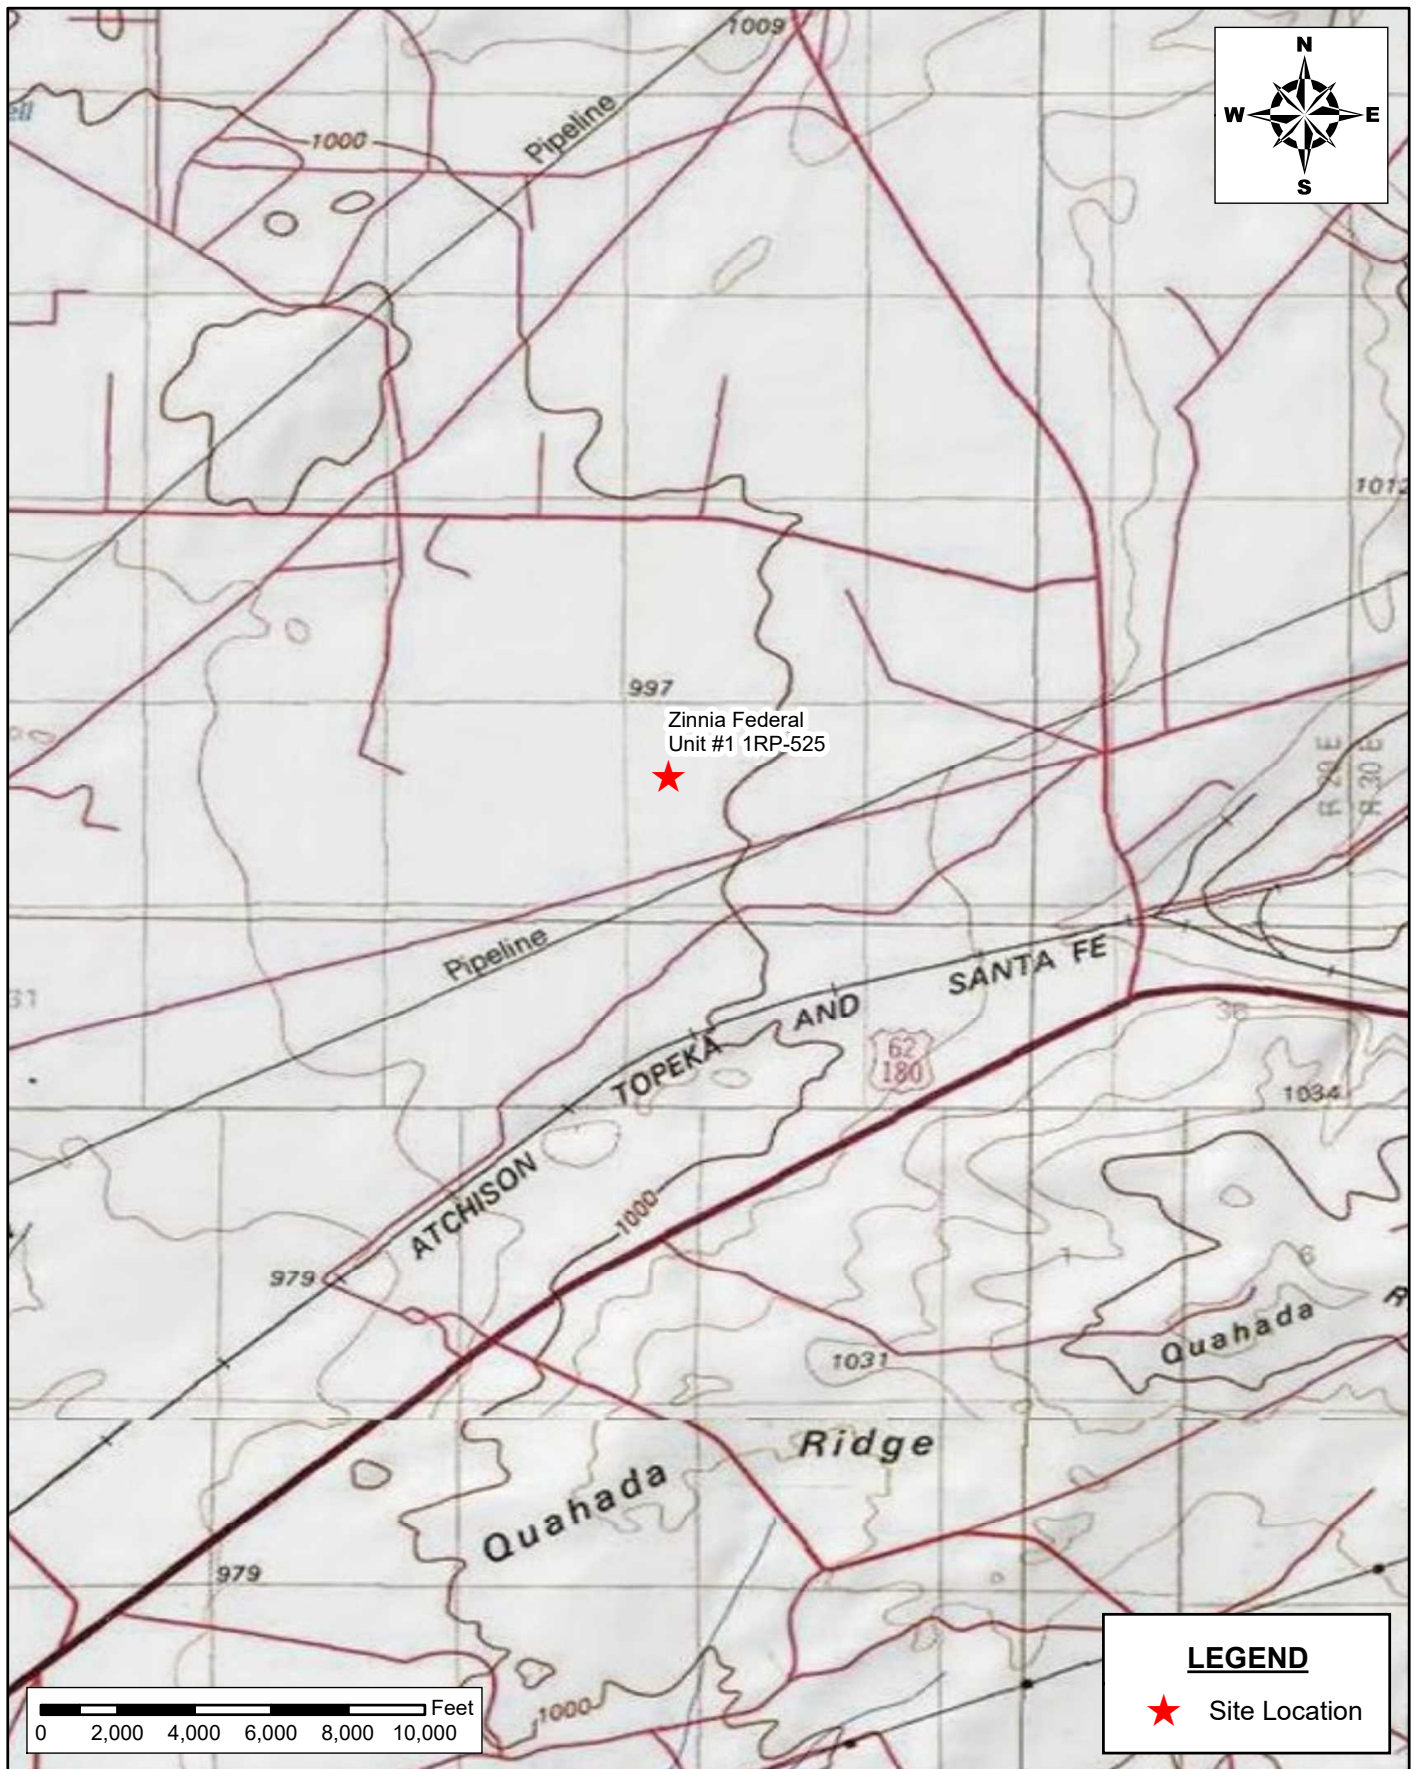 1009
N
W E
S
ell
1000
Pipeline
1012
997
Zinnia Federal
Unit #1 1RP-525
R 29 E
R 30 E
Pipeline
SANTA FE
AND
TOPEKA
ATCHISON
62
180
36
1034
1000
979
1
6
Quahada
R
1031
Ridge
Quahada
979
1000
LEGEND
Site Location
Feet
0 2,000 4,000 6,000 8,000 10,000